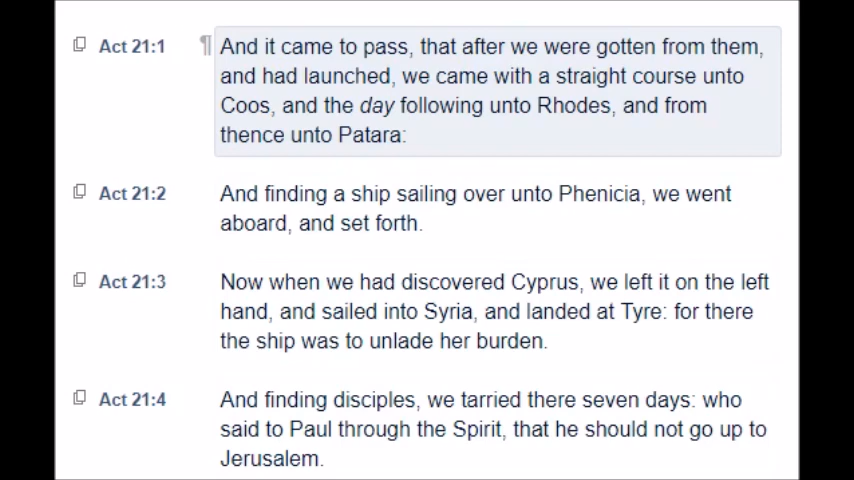 Act 21:1 ¶ And it came to pass, that after we were gotten from them,
and had launched, we came with a straight course unto
Coos, and the day following unto Rhodes, and from
thence unto Patara:
Act 21:2 And finding a ship sailing over unto Phenicia, we went
aboard, and set forth.
Act 21:3 Now when we had discovered Cyprus, we left it on the left
hand, and sailed into Syria, and landed at Tyre: for there
the ship was to unlade her burden.
Act 21:4 And finding disciples, we tarried there seven days: who
said to Paul through the Spirit, that he should not go up to
Jerusalem.